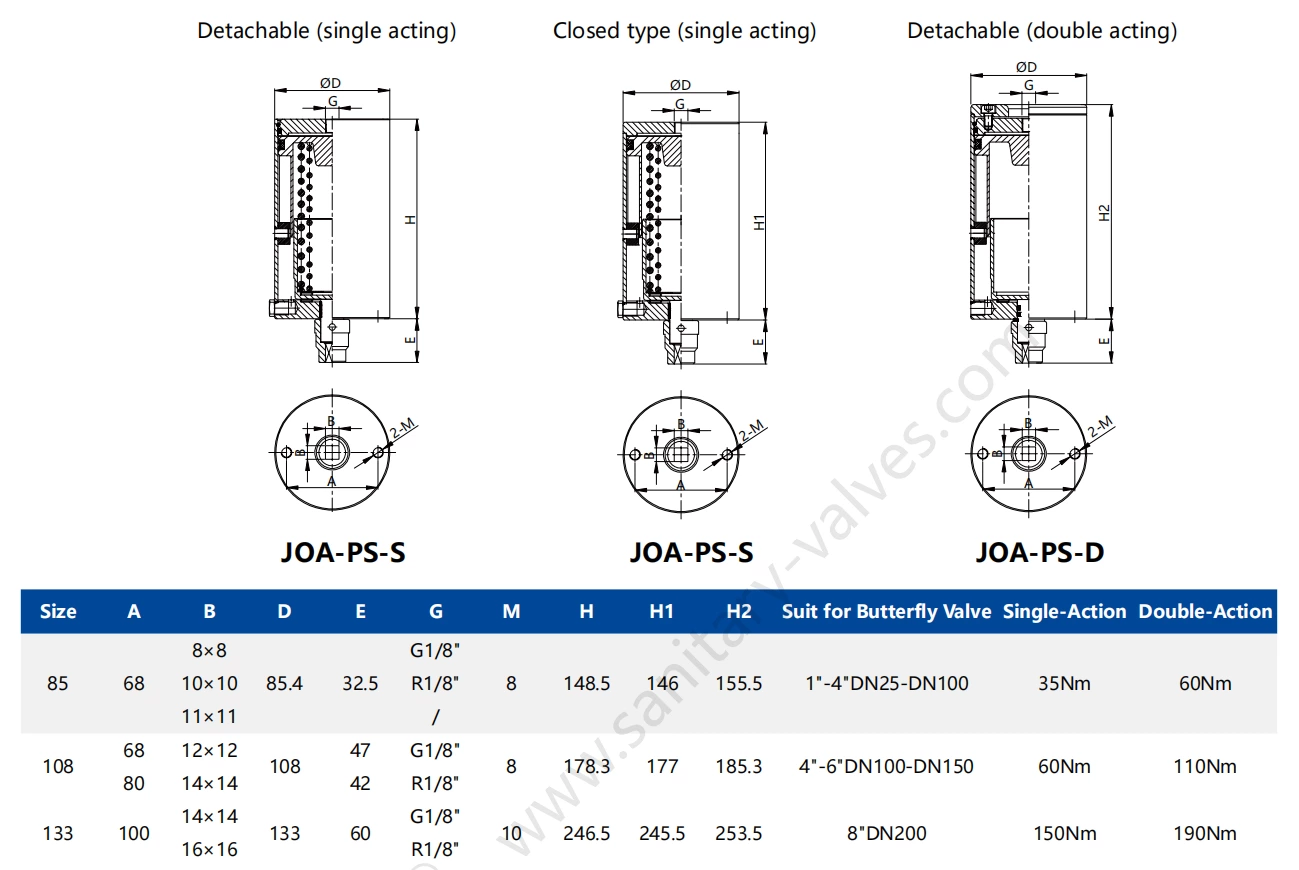 Detachable (single acting) Closed type (single acting) Detachable (double acting)
ØD ØD ØD
G G G
H H1 H2
E E E
B B B
2-M 2-M 2-M
B B B
A A A
JOA-PS-S JOA-PS-S JOA-PS-D
Size A B D E G M H H1 H2 Suit for Butterfly Valve Single-Action Double-Action
8×8 G1/8"
85 68 10×10 85.4 32.5 R1/8" 8 148.5 146 155.5 1"-4"DN25-DN100 35Nm 60Nm
11×11 /
68 12×12 47 G1/8"
108 108 8 178.3 177 185.3 4"-6"DN100-DN150 60Nm 110Nm
80 14×14 42 R1/8"
14×14 G1/8"
133 100 133 60 10 246.5 245.5 253.5 8"DN200 150Nm 190Nm
16×16 R1/8"
www.sanitary-valves.com